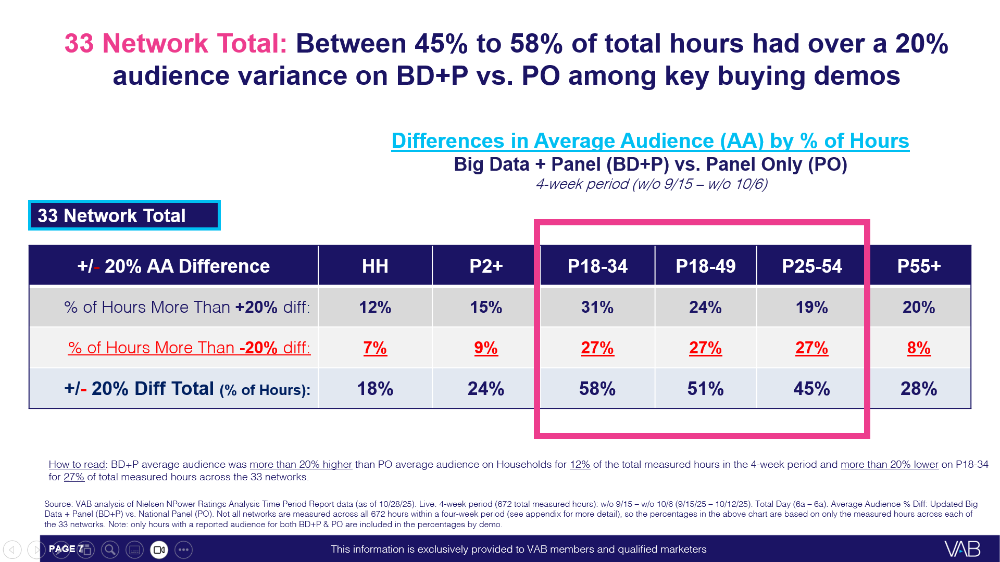 33 Network Total: Between 45% to 58% of total hours had over a 20%
audience variance on BD+P vs. PO among key buying demos
Differences in Average Audience (AA) by % of Hours
Big Data + Panel (BD+P) vs. Panel Only (PO)
4-week period (w/o 9/15 – w/o 10/6)
33 Network Total
+/- 20% AA Difference HH P2+ P18-34 P18-49 P25-54 P55+
% of Hours More Than +20% diff: 12% 15% 31% 24% 19% 20%
% of Hours More Than -20% diff: 7% 9% 27% 27% 27% 8%
+/- 20% Diff Total (% of Hours): 18% 24% 58% 51% 45% 28%
How to read: BD+P average audience was more than 20% higher than PO average audience on Households for 12% of the total measured hours in the 4-week period and more than 20% lower on P18-34
for 27% of total measured hours across the 33 networks.
Source: VAB analysis of Nielsen NPower Ratings Analysis Time Period Report data (as of 10/28/25). Live. 4-week period (672 total measured hours): w/o 9/15 – w/o 10/6 (9/15/25 – 10/12/25). Total Day (6a – 6a). Average Audience % Diff: Updated Big
Data + Panel (BD+P) vs. National Panel (PO). Not all networks are measured across all 672 hours within a four-week period (see appendix for more detail), so the percentages in the above chart are based on only the measured hours across each of
the 33 networks. Note: only hours with a reported audience for both BD+P & PO are included in the percentages by demo.
PAGE 7
This information is exclusively provided to VAB members and qualified marketers
VAB